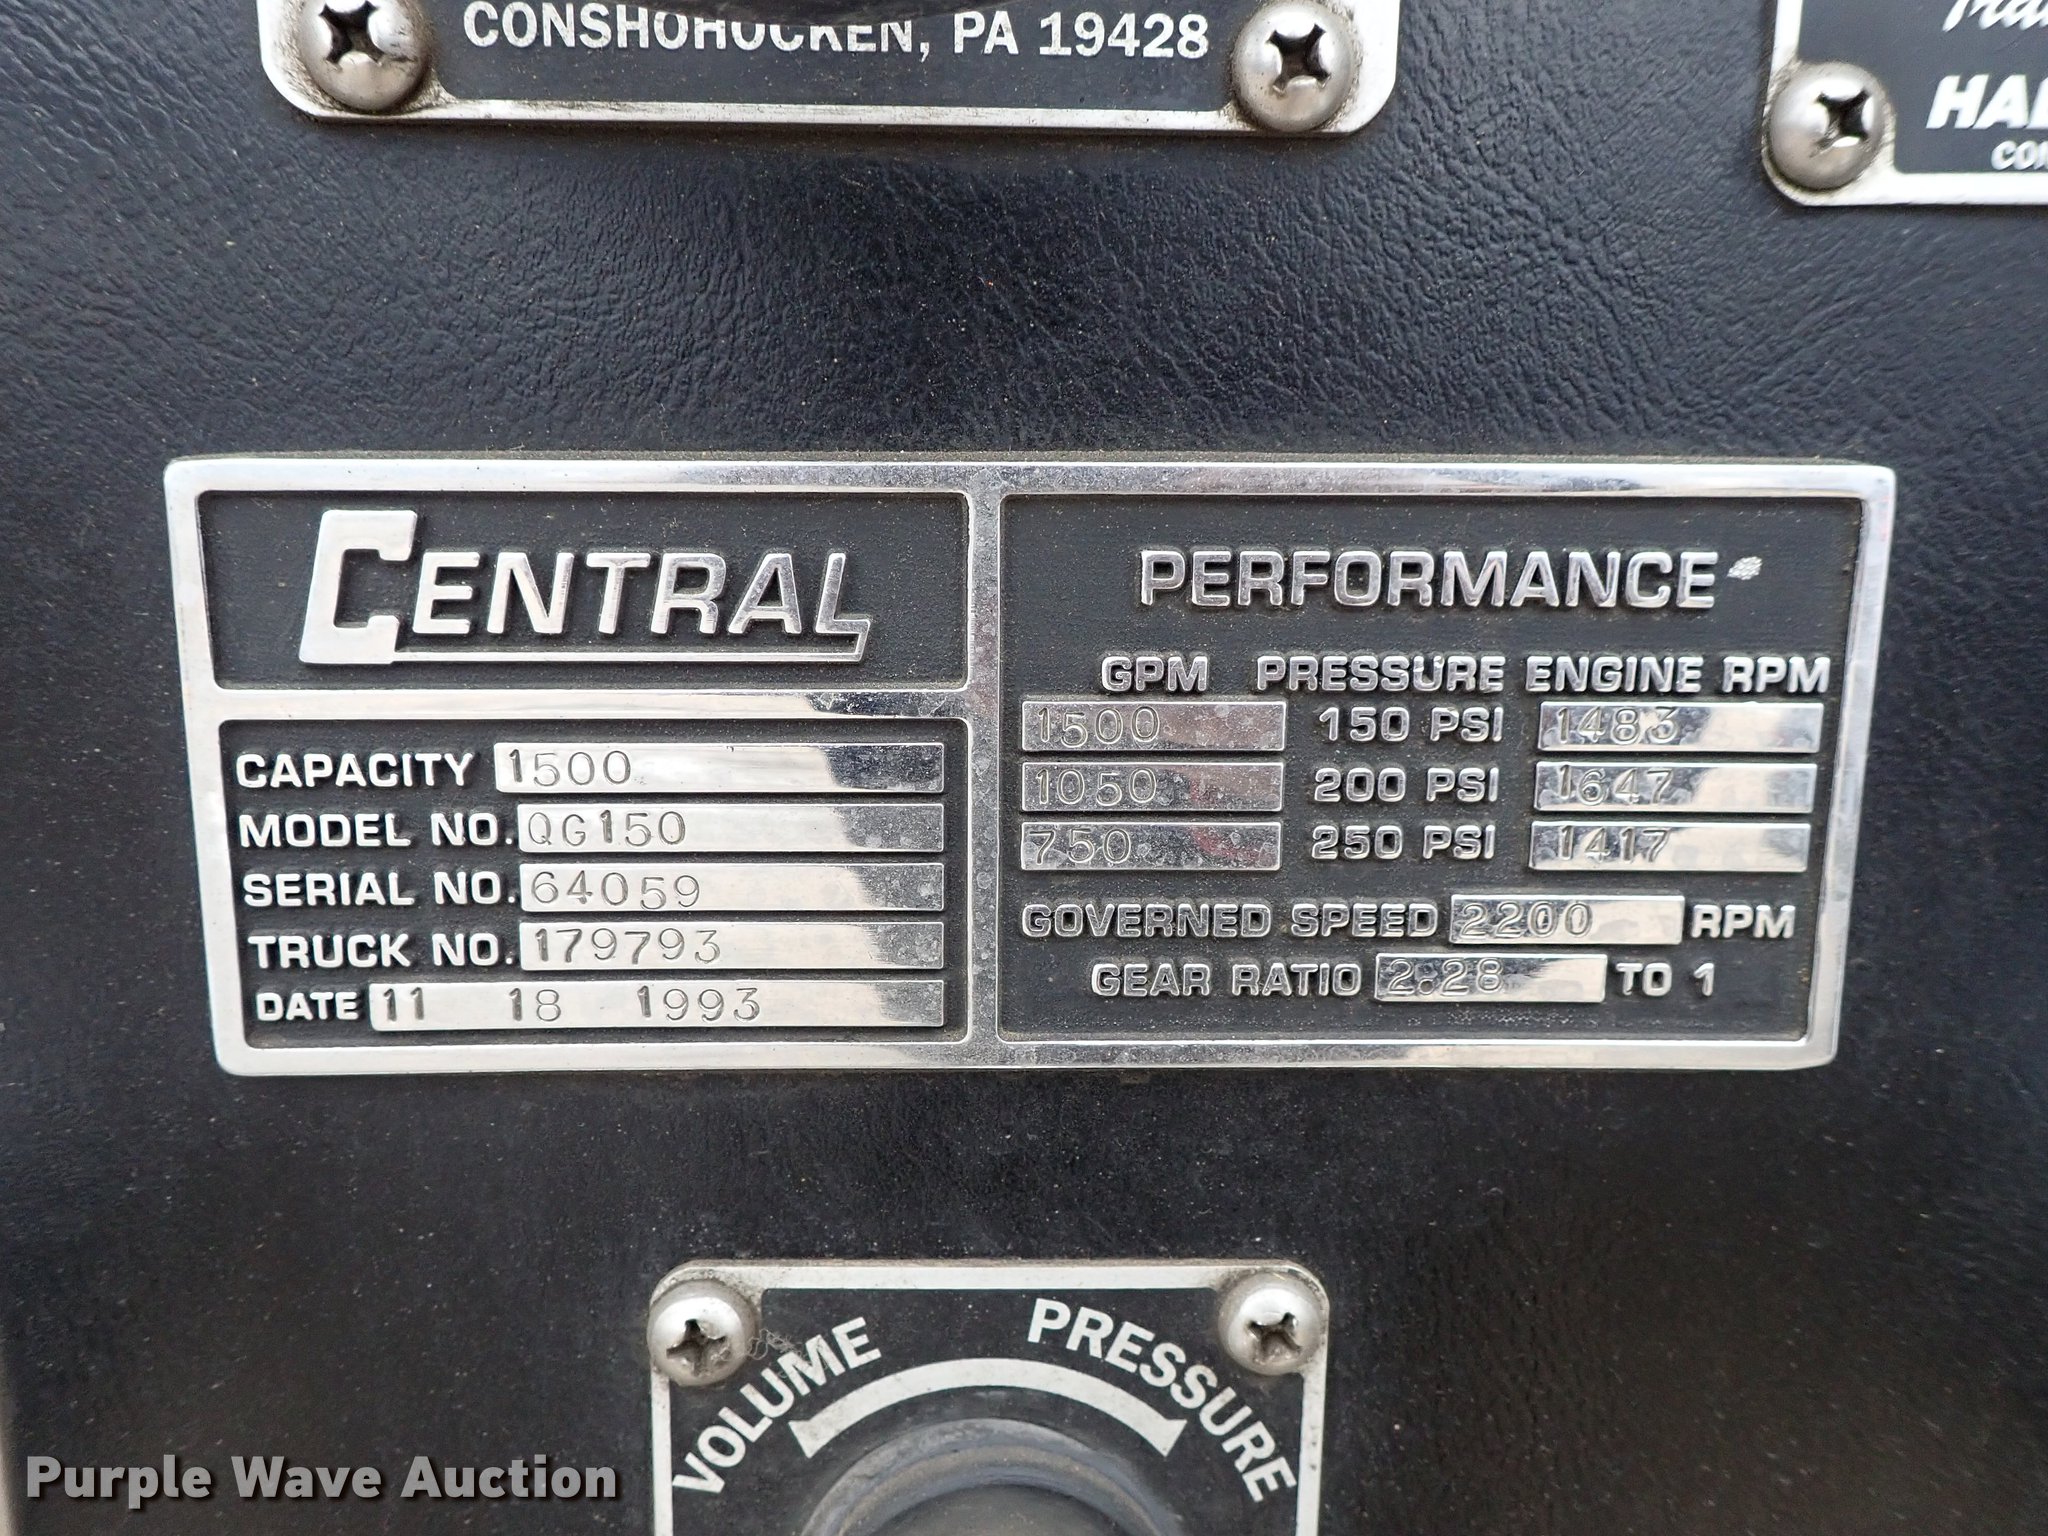 CONSHOHOCKEN, PA 19428
CENTRAL
CAPACITY 1500
MODEL NO. QG150
SERIAL NO. 64059
TRUCK NO. 179793
DATE 11 18 1993
PERFORMANCE
GPM PRESSURE ENGINE RPM
1500 150 PSI 1483
1050 200 PSI 1647
750 250 PSI 1417
GOVERNED SPEED 2200 RPM
GEAR RATIO 2.28 TO 1
VOLUME PRESSURE
Purple Wave Auction